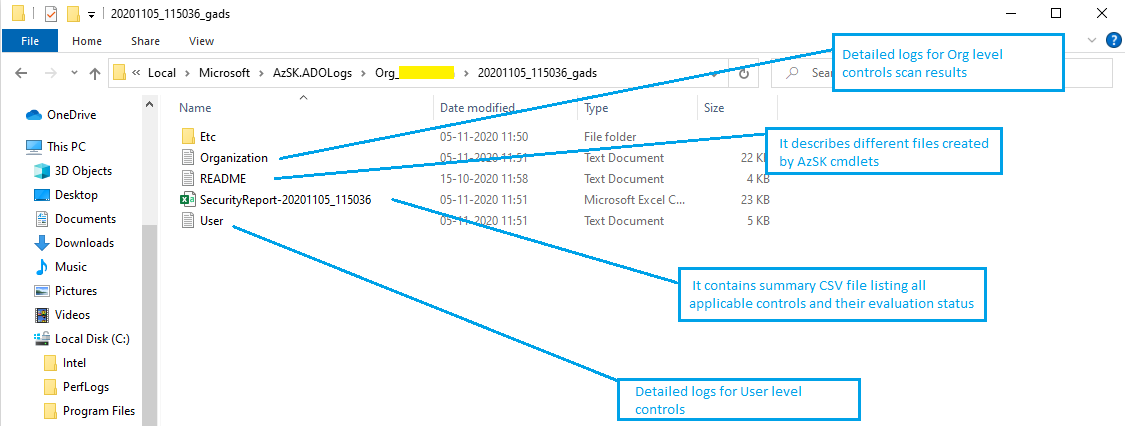 20201105_115036_gads
File Home Share View
« Local > Microsoft > AzSK.ADOLogs > Org_ > 20201105_115036_gads
Detailed logs for Org level
controls scan results
Name Date modified Type Size
OneDrive
This PC
3D Objects
Desktop
Documents
Downloads
Music
Pictures
Videos
Local Disk (C:)
Intel
PerfLogs
Program Files
Etc 05-11-2020 11:50 File folder
Organization 05-11-2020 11:51 Text Document 22 KB
README 15-10-2020 11:58 Text Document 4 KB
SecurityReport-20201105_115036 05-11-2020 11:51 Microsoft Excel C... 23 KB
User 05-11-2020 11:51 Text Document 5 KB
It describes different files created
by AzSK cmdlets
It contains summary CSV file listing all
applicable controls and their evaluation status
Detailed logs for User level
controls